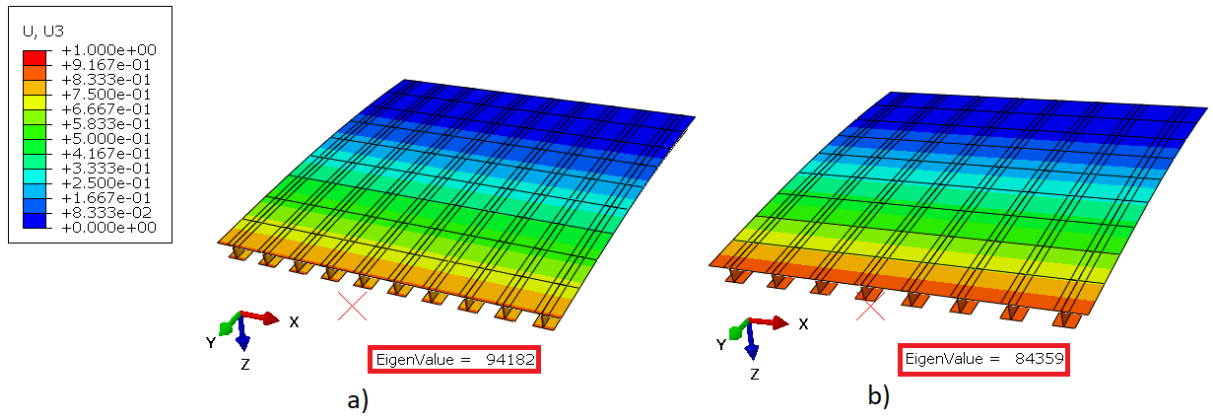 U, U3
+1.000e+00
+9.167e-01
+8.333e-01
+7.500e-01
+6.667e-01
+5.833e-01
+5.000e-01
+4.167e-01
+3.333e-01
+2.500e-01
+1.667e-01
+8.333e-02
+0.000e+00
X
Y
Z
EigenValue = 94182
a)
X
Y
Z
EigenValue = 84359
b)